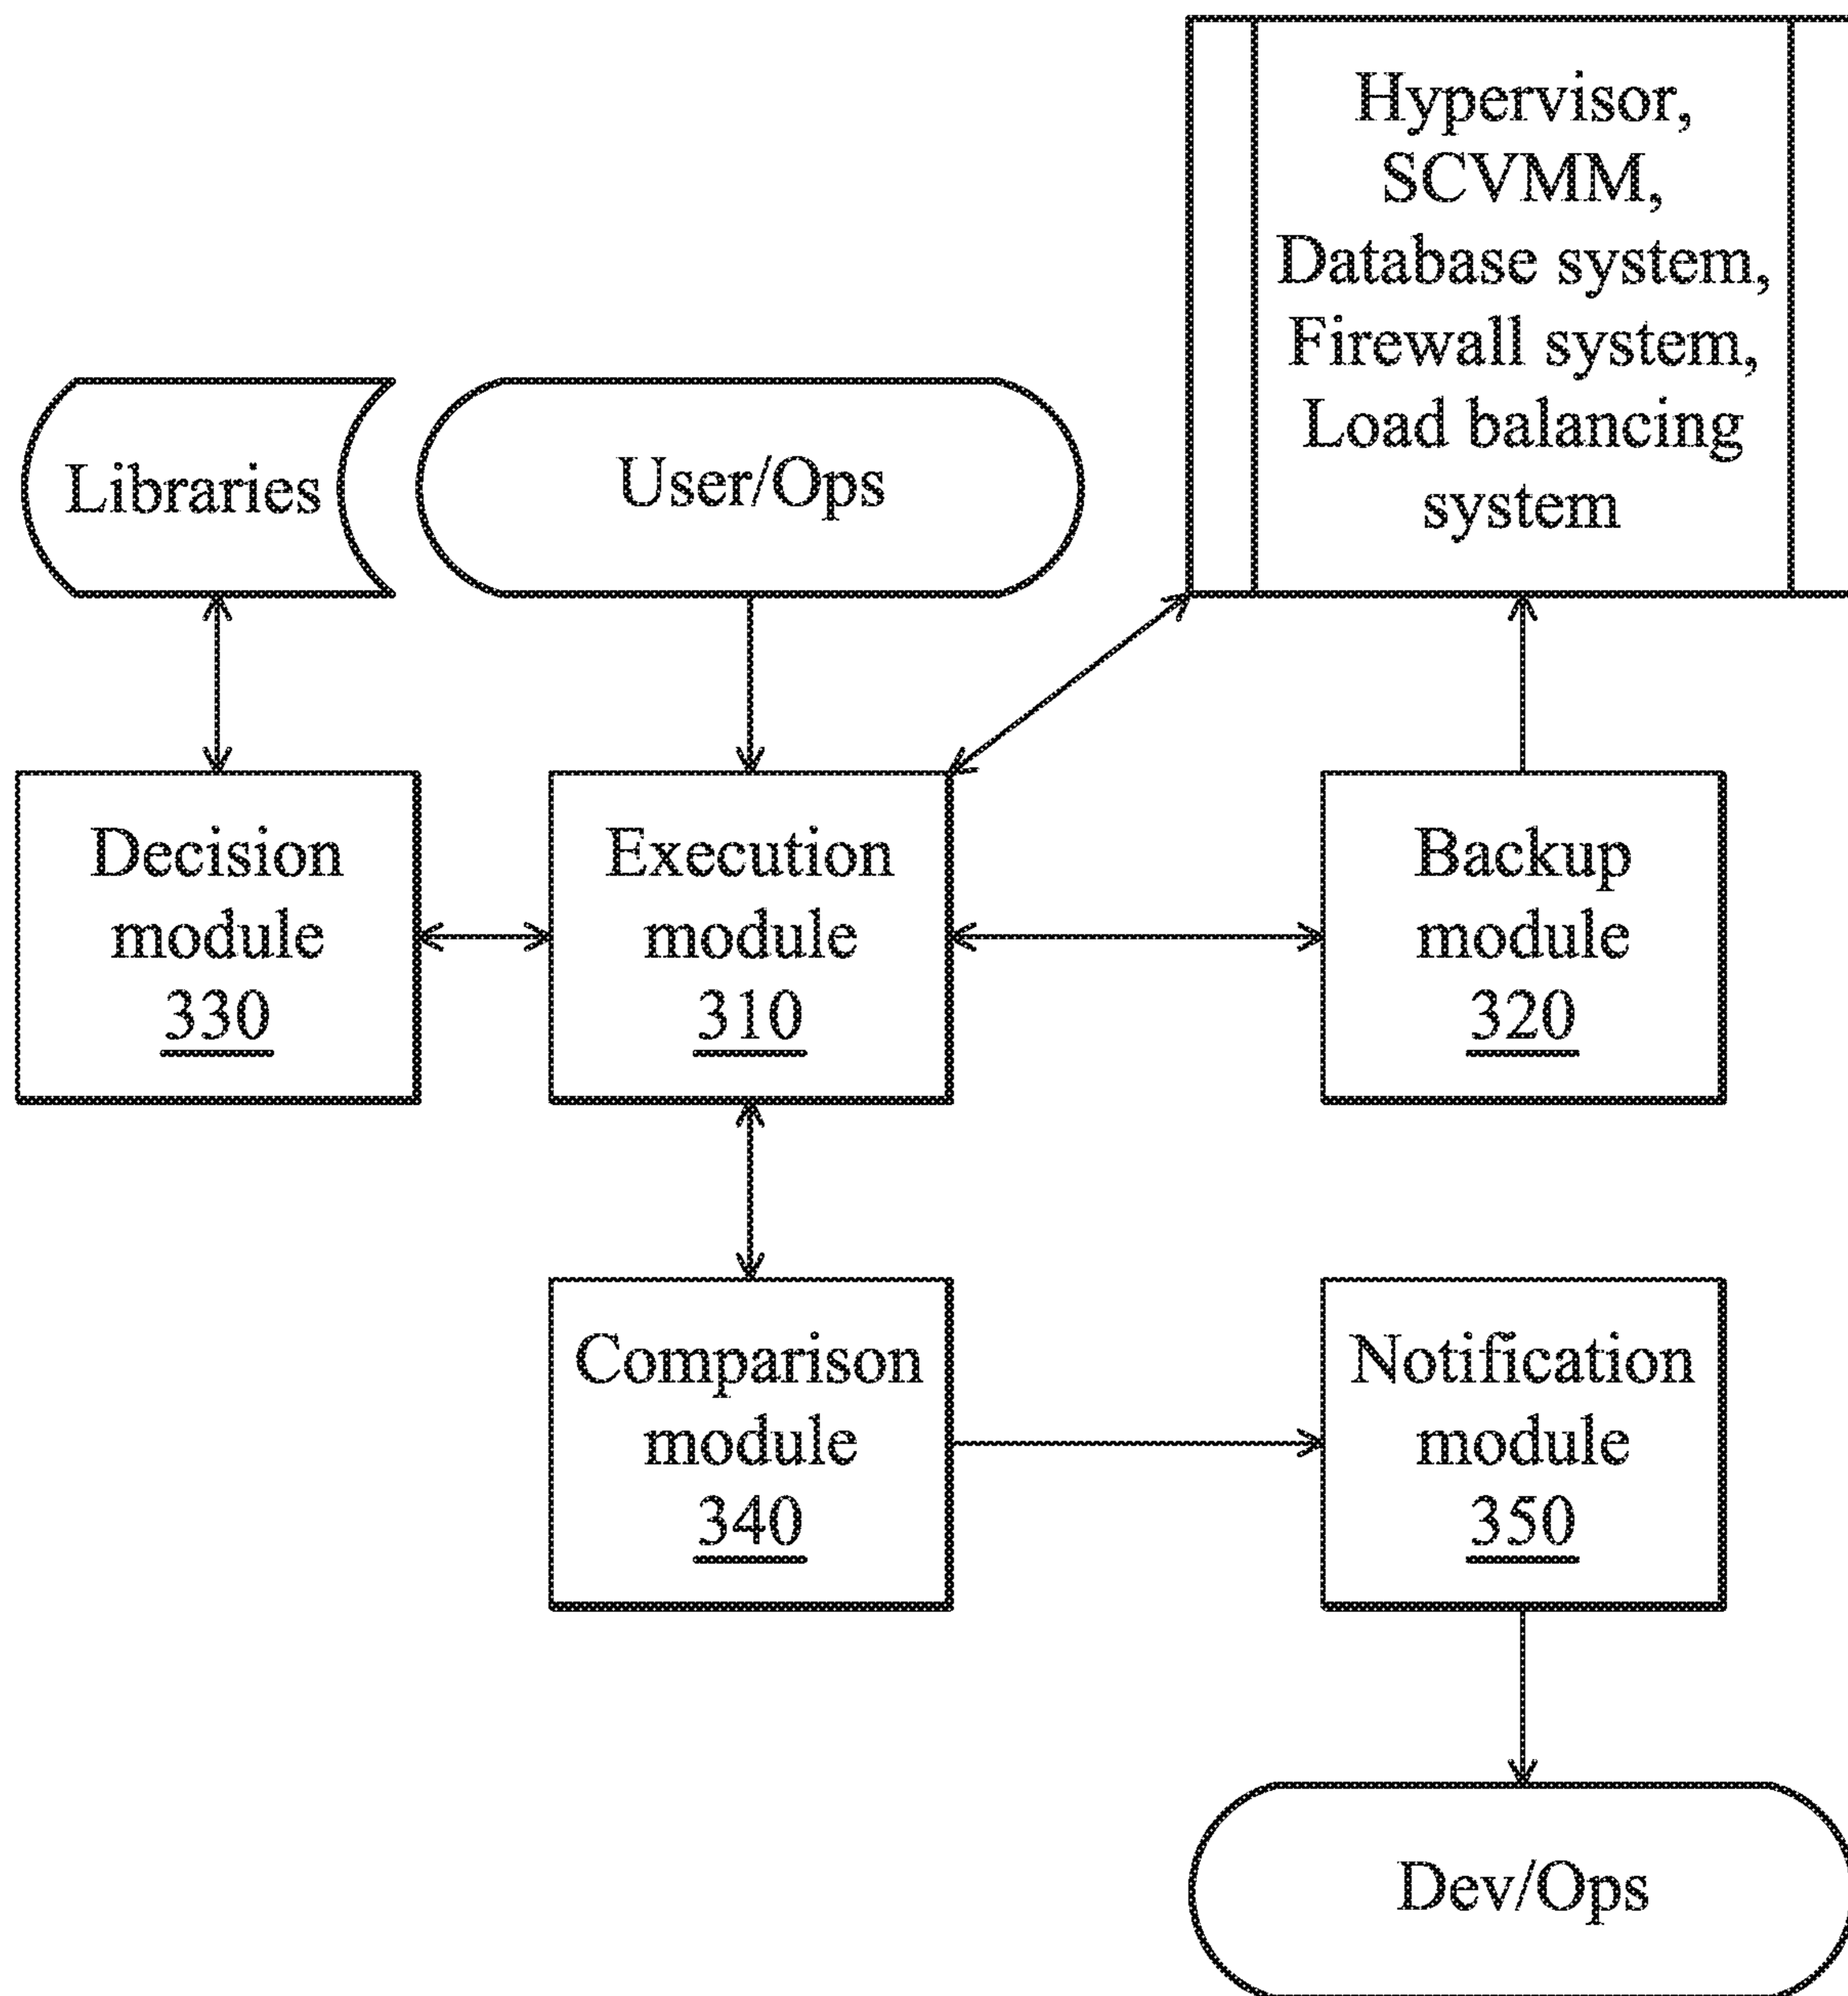 Hypervisor,
SCVMM,
Database system,
Firewall system,
Load balancing
system
Libraries
User/Ops
Decision
module
330
Execution
module
310
Backup
module
320
Comparison
module
340
Notification
module
350
Dev/Ops